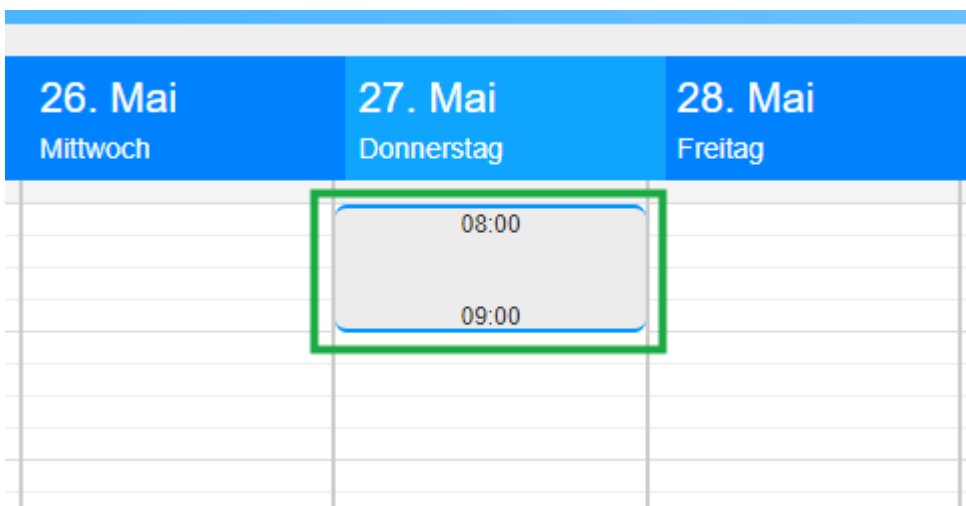 26. Mai
Mittwoch
27. Mai
Donnerstag
28. Mai
Freitag
08:00
09:00